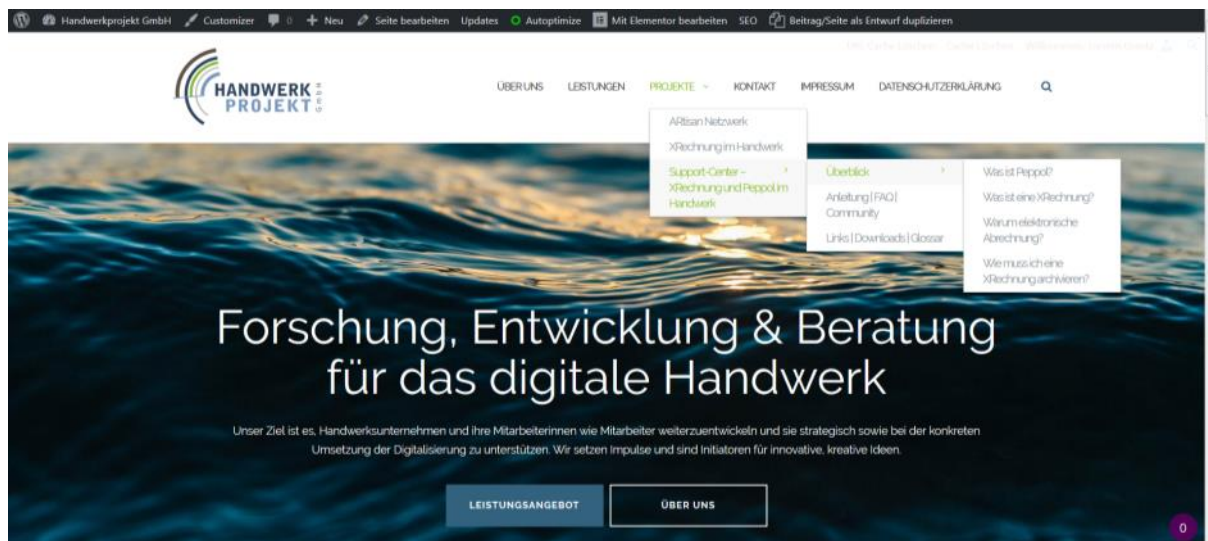 Handwerkprojekt GmbH Customizer 0 Neu Seite bearbeiten Updates Autoptimize Mit Elementor bearbeiten SEO Beitrag/Seite als Entwurf duplizieren
HANDWERK
PROJEKT
GmbH
ÜBER UNS LEISTUNGEN PROJEKTE KONTAKT IMPRESSUM DATENSCHUTZERKLÄRUNG
ARtisan Netzwerk
XRechnung im Handwerk
Support-Center –
XRechnung und Peppol im
Handwerk
Überblick
Anleitung | FAQ |
Community
Links | Downloads | Glossar
Was ist Peppol?
Was ist eine XRechnung?
Warum elektronische
Abrechnung?
Wie muss ich eine
XRechnung archivieren?
Forschung, Entwicklung & Beratung
für das digitale Handwerk
Unser Ziel ist es, Handwerksunternehmen und ihre Mitarbeiterinnen wie Mitarbeiter weiterzuentwickeln und sie strategisch sowie bei der konkreten
Umsetzung der Digitalisierung zu unterstützen. Wir setzen Impulse und sind Initiatoren für innovative, kreative Ideen.
LEISTUNGSANGEBOT ÜBER UNS
0